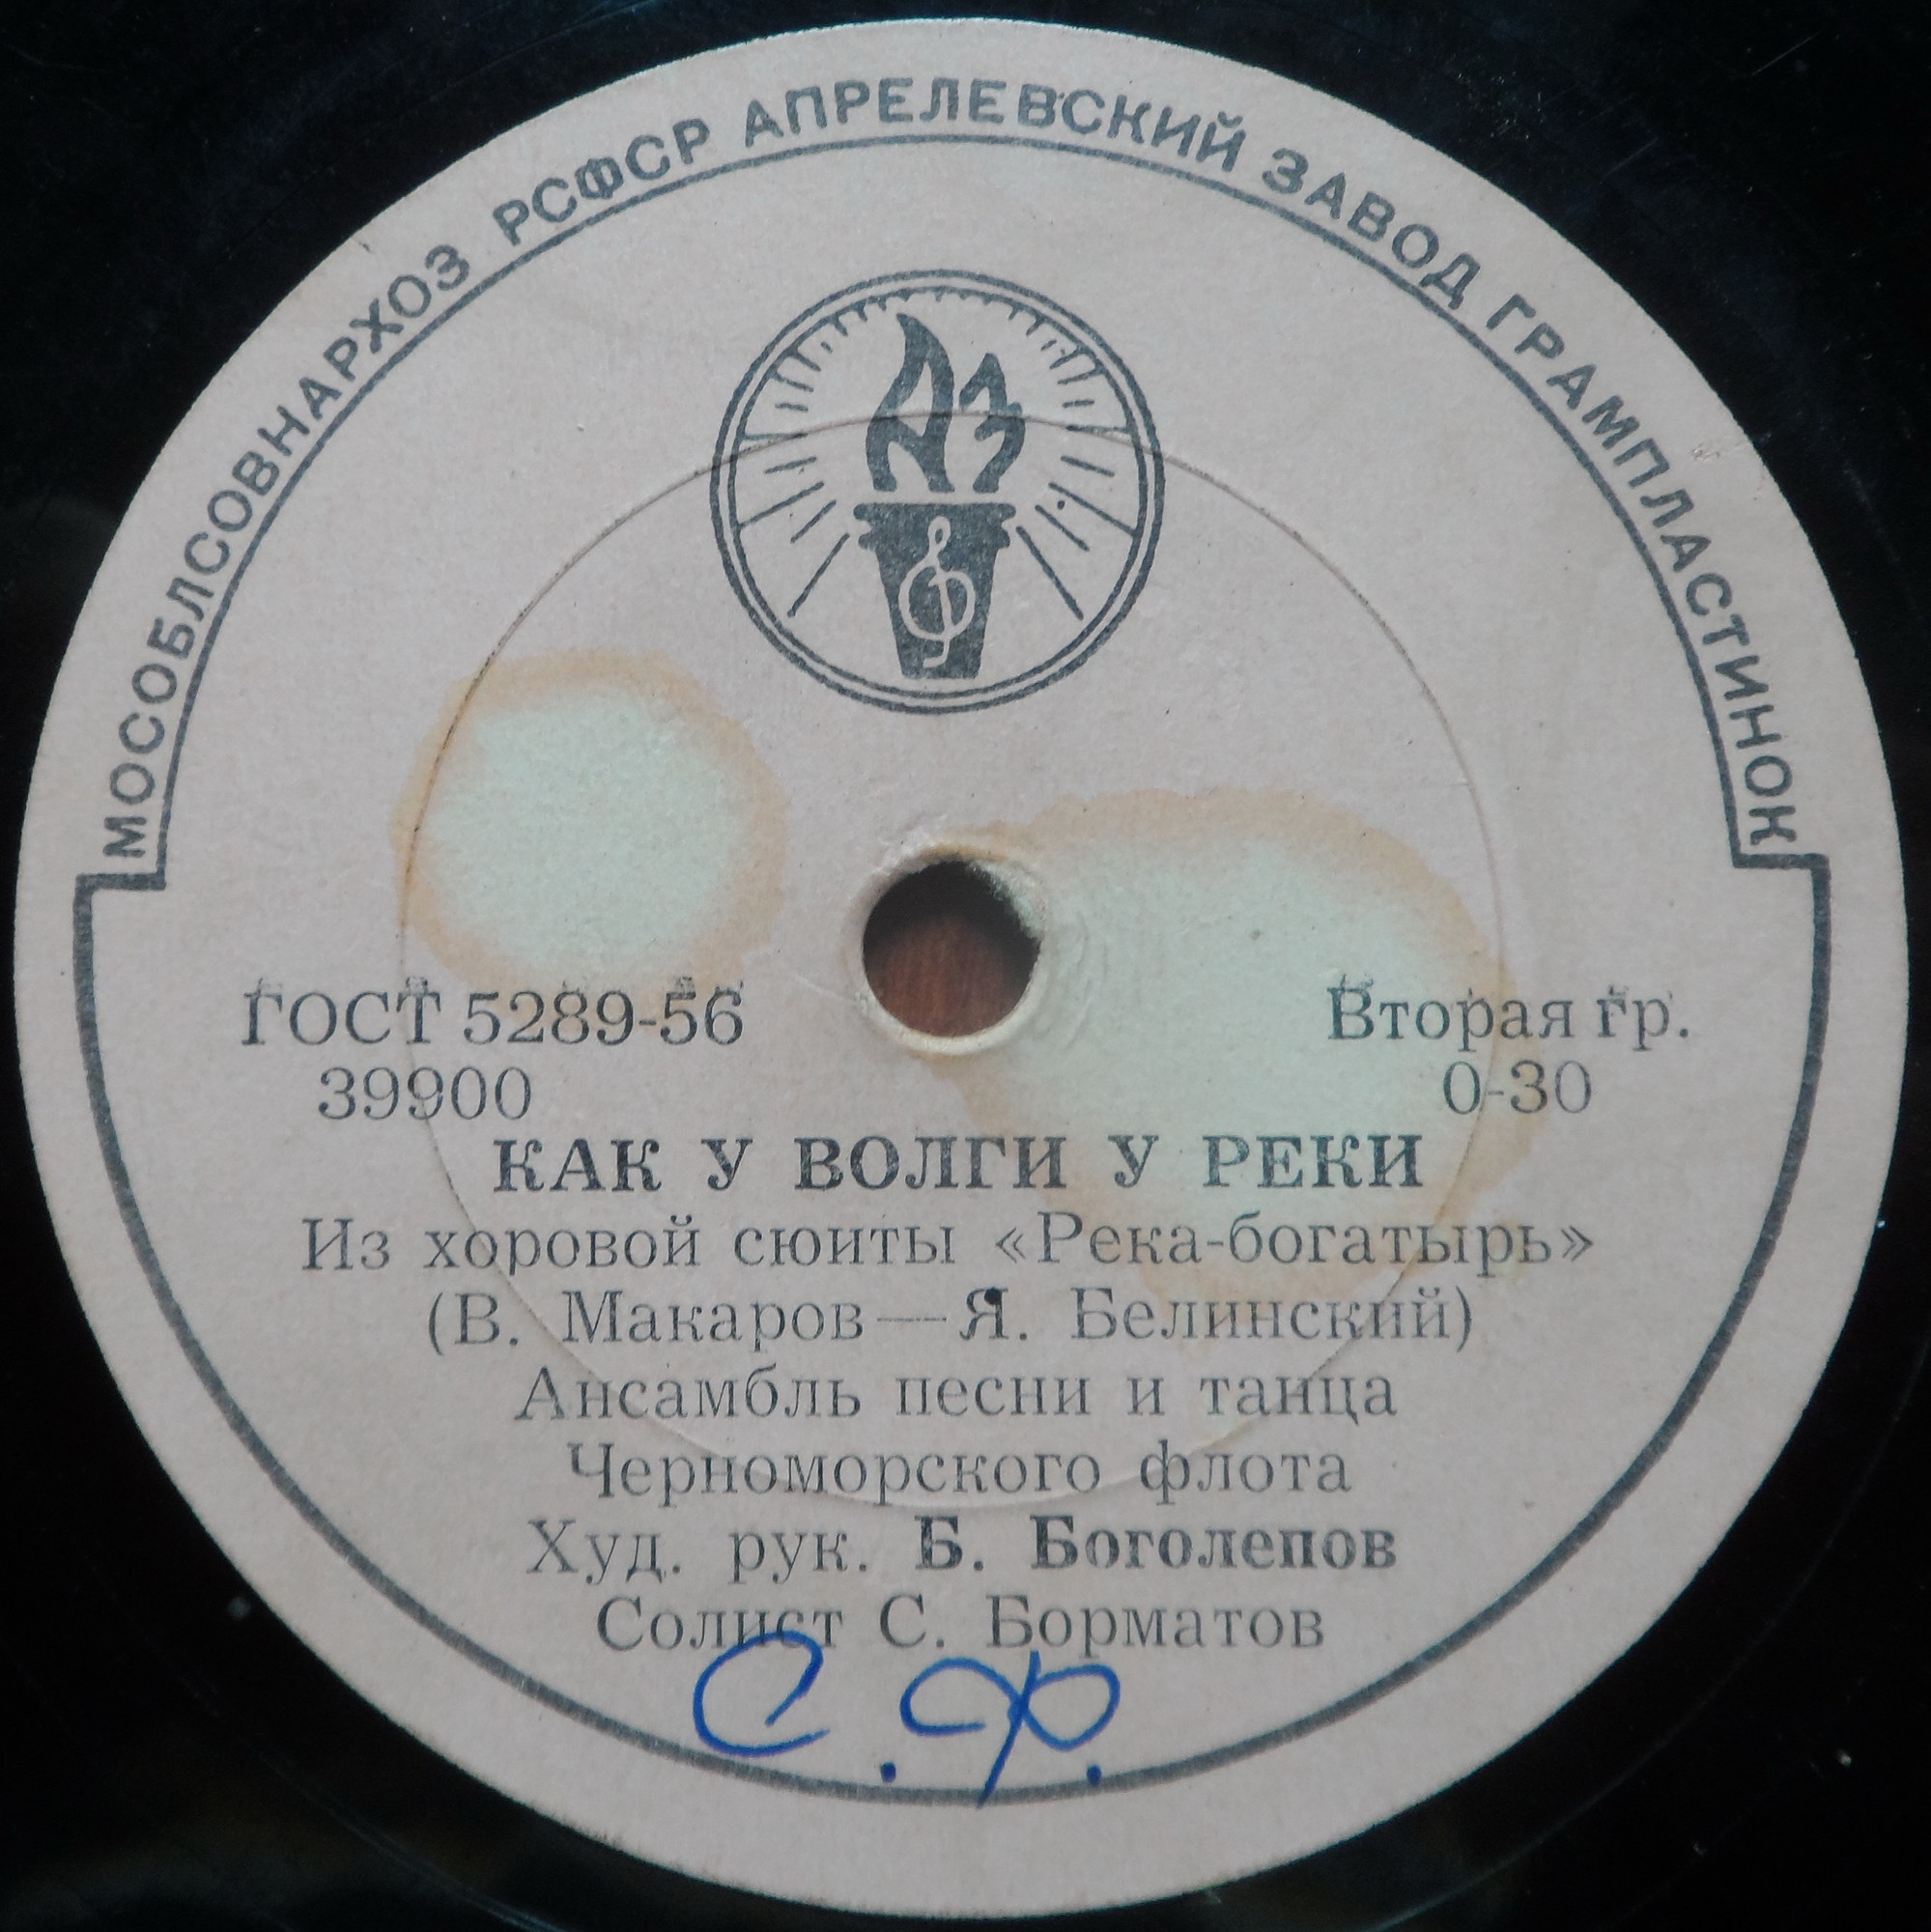 МОСОБЛСОВНАРХОЗ РСФСР АПРЕЛЕВСКИЙ ЗАВОД ГРАМПЛАСТИНОК
АЗ
ГОСТ 5289-56 Вторая гр.
39900 0-30
КАК У ВОЛГИ У РЕКИ
Из хоровой сюиты «Река-богатырь»
(В. Макаров—Я. Белинский)
Ансамбль песни и танца
Черноморского флота
Худ. рук. Б. Боголепов
Солист С. Борматов
С.Ф.